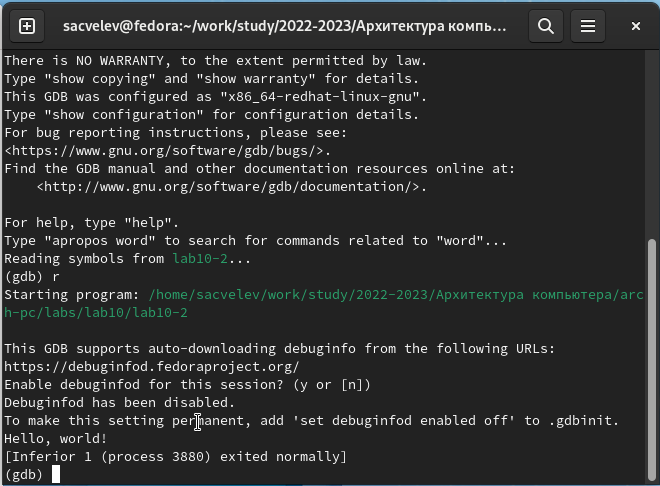 sacvelev@fedora:~/work/study/2022-2023/Архитектура компь...
There is NO WARRANTY, to the extent permitted by law.
Type "show copying" and "show warranty" for details.
This GDB was configured as "x86_64-redhat-linux-gnu".
Type "show configuration" for configuration details.
For bug reporting instructions, please see:
<https://www.gnu.org/software/gdb/bugs/>.
Find the GDB manual and other documentation resources online at:
    <http://www.gnu.org/software/gdb/documentation/>.

For help, type "help".
Type "apropos word" to search for commands related to "word"...
Reading symbols from lab10-2...
(gdb) r
Starting program: /home/sacvelev/work/study/2022-2023/Архитектура компьютера/arc
h-pc/labs/lab10/lab10-2

This GDB supports auto-downloading debuginfo from the following URLs:
https://debuginfod.fedoraproject.org/
Enable debuginfod for this session? (y or [n])
Debuginfod has been disabled.
To make this setting permanent, add 'set debuginfod enabled off' to .gdbinit.
Hello, world!
[Inferior 1 (process 3880) exited normally]
(gdb)